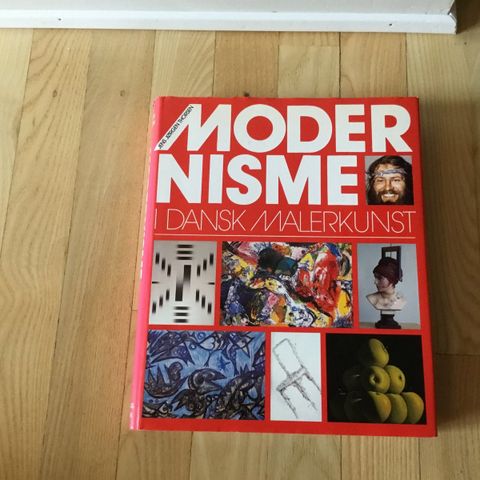 JENS JØRGEN THORSEN
MODER
NISME
I DANSK MALERKUNST